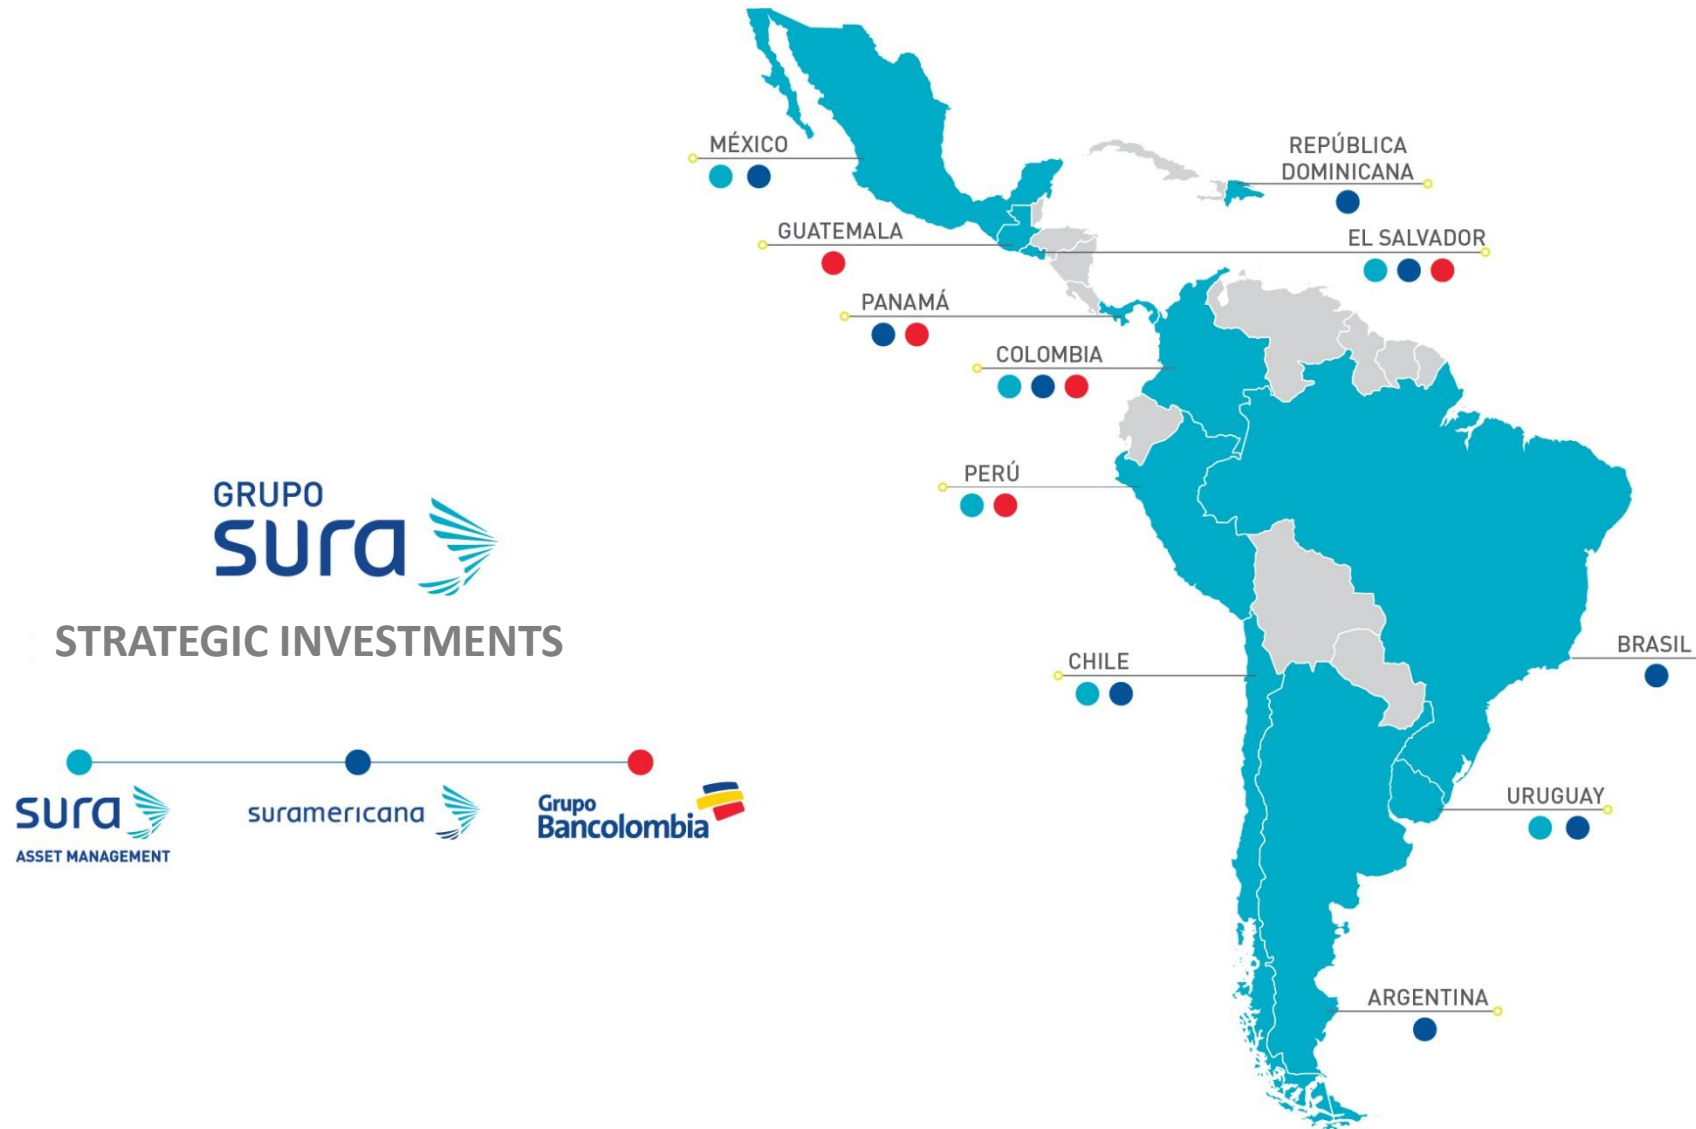 MÉXICO
REPÚBLICA
DOMINICANA
GUATEMALA
EL SALVADOR
PANAMÁ
COLOMBIA
PERÚ
GRUPO
sura
STRATEGIC INVESTMENTS
BRASIL
CHILE
sura
ASSET MANAGEMENT
suramericana
Grupo
Bancolombia
URUGUAY
ARGENTINA